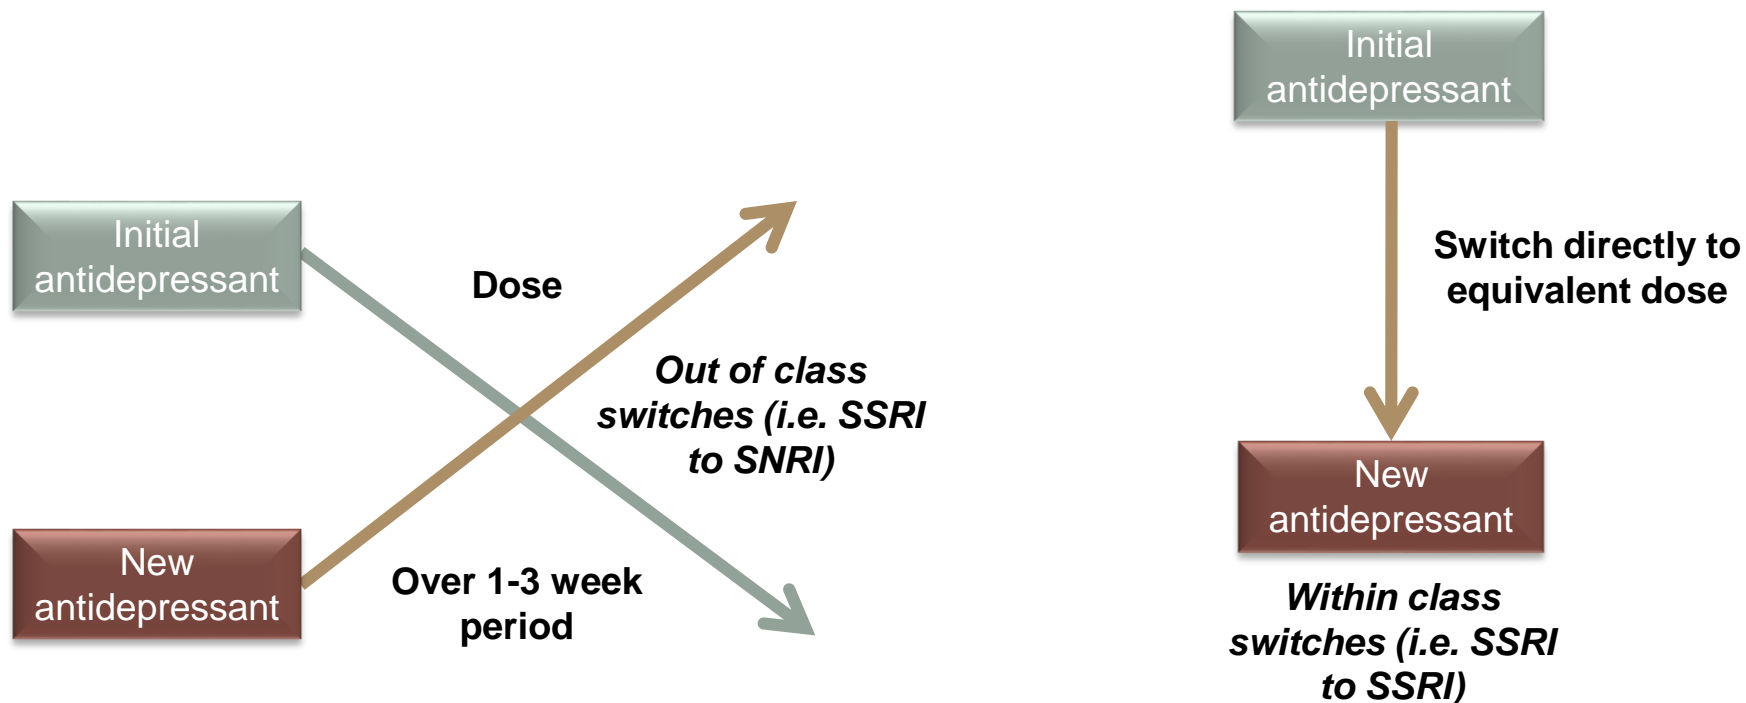 Initial
antidepressant
Dose
Out of class
switches (i.e. SSRI
to SNRI)
New
antidepressant
Over 1-3 week
period
Initial
antidepressant
Switch directly to
equivalent dose
New
antidepressant
Within class
switches (i.e. SSRI
to SSRI)